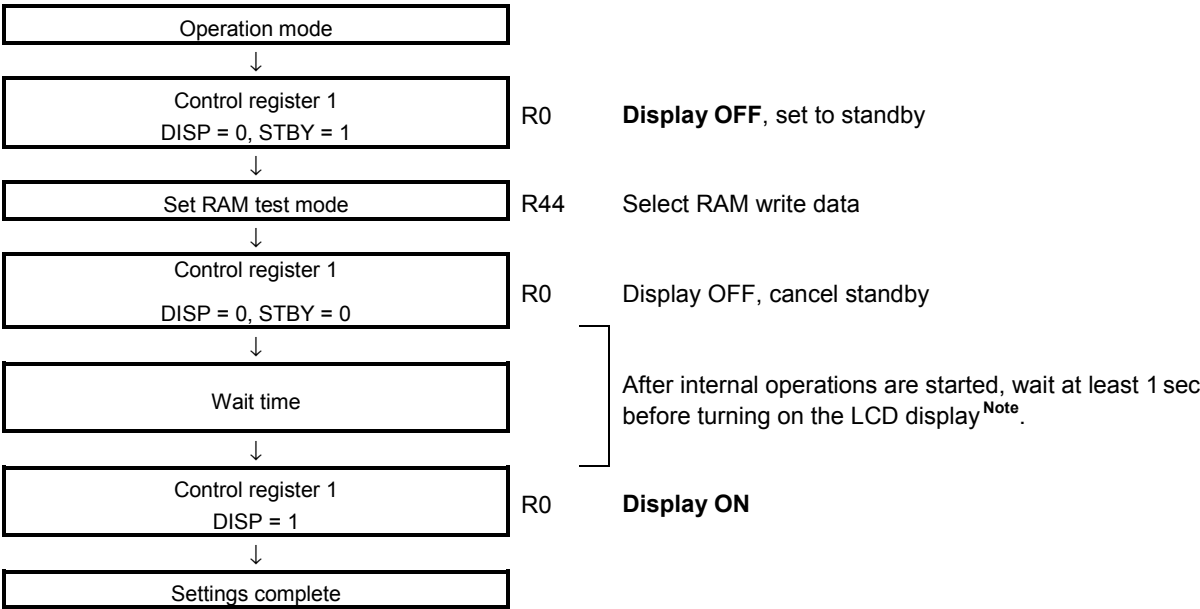 Operation mode
↓
Control register 1
DISP = 0, STBY = 1
R0 Display OFF, set to standby
↓
Set RAM test mode
R44 Select RAM write data
↓
Control register 1
DISP = 0, STBY = 0
R0 Display OFF, cancel standby
↓
Wait time
After internal operations are started, wait at least 1 sec
before turning on the LCD display Note.
↓
Control register 1
DISP = 1
R0 Display ON
↓
Settings complete